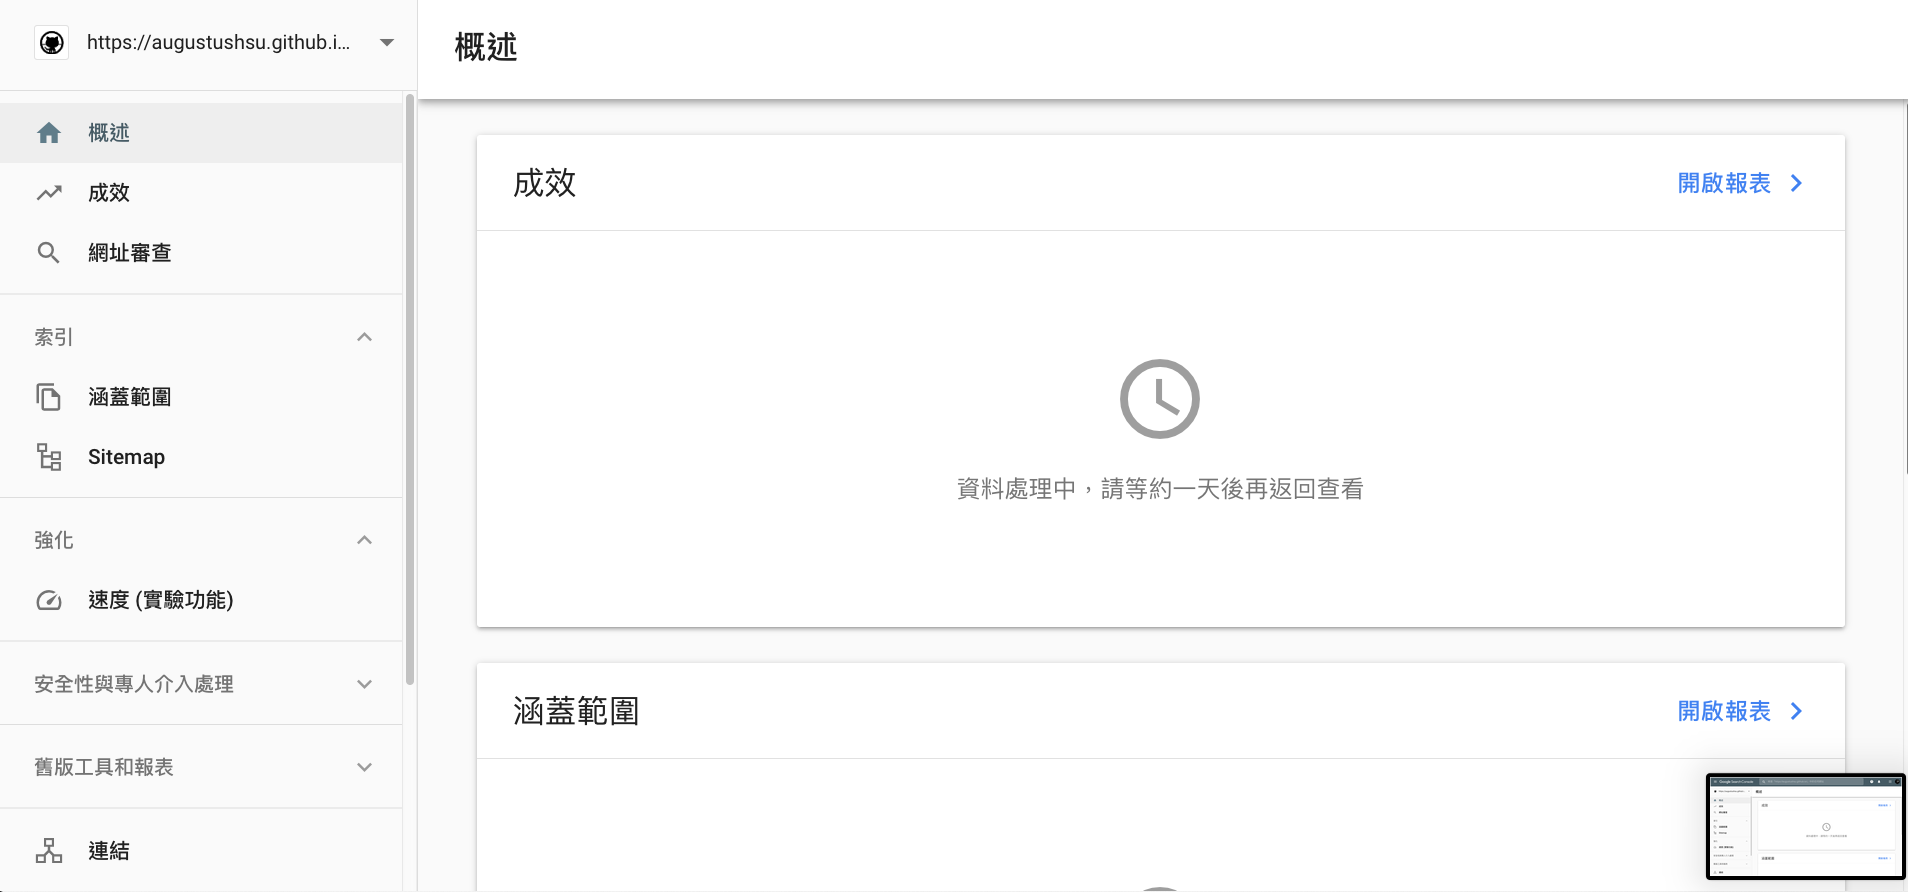 https://augustushsu.github.i...
概述
概述
成效
網址審查
索引
涵蓋範圍
Sitemap
強化
速度 (實驗功能)
安全性與專人介入處理
舊版工具和報表
連結
成效
開啟報表
資料處理中，請等約一天後再返回查看
涵蓋範圍
開啟報表